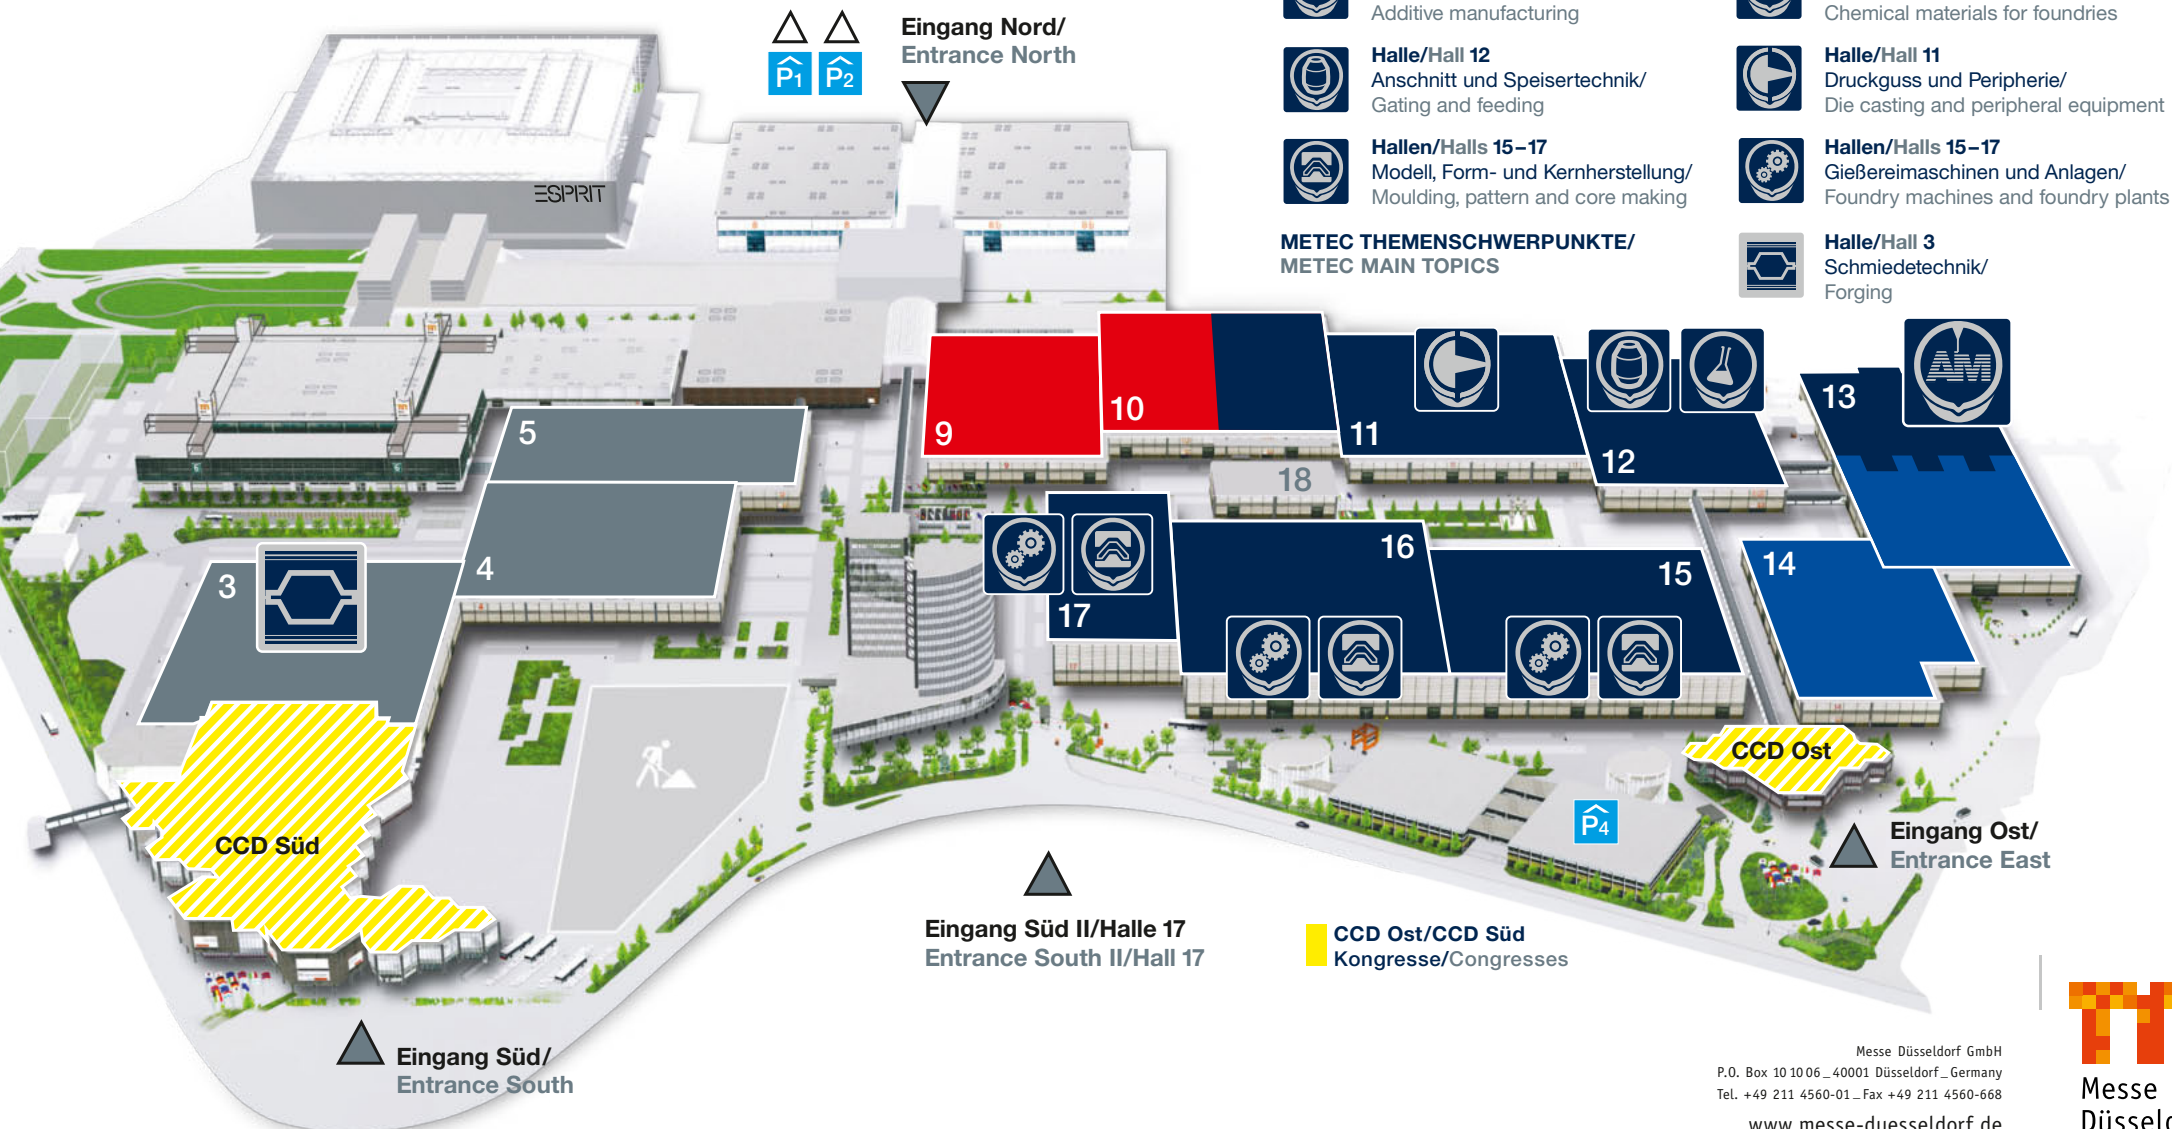 Additive manufacturing
Chemical materials for foundries
Halle/Hall 12
Anschnitt und Speisertechnik/
Gating and feeding
Halle/Hall 11
Druckguss und Peripherie/
Die casting and peripheral equipment
Hallen/Halls 15–17
Modell, Form- und Kernherstellung/
Moulding, pattern and core making
Hallen/Halls 15–17
Gießereimaschinen und Anlagen/
Foundry machines and foundry plants
METEC THEMENSCHWERPUNKTE/
METEC MAIN TOPICS
Halle/Hall 3
Schmiedetechnik/
Forging
Eingang Nord/
Entrance North
P1 P2
ESPRIT
5
4
3
9
10
11
12
13
AM
18
17
16
15
14
CCD Ost
CCD Süd
P4
Eingang Ost/
Entrance East
Eingang Süd II/Halle 17
Entrance South II/Hall 17
CCD Ost/CCD Süd
Kongresse/Congresses
Eingang Süd/
Entrance South
Messe Düsseldorf GmbH
P.O. Box 10 10 06 _ 40001 Düsseldorf _ Germany
Tel. +49 211 4560-01 _ Fax +49 211 4560-668
www.messe-duesseldorf.de
Messe
Düsseld